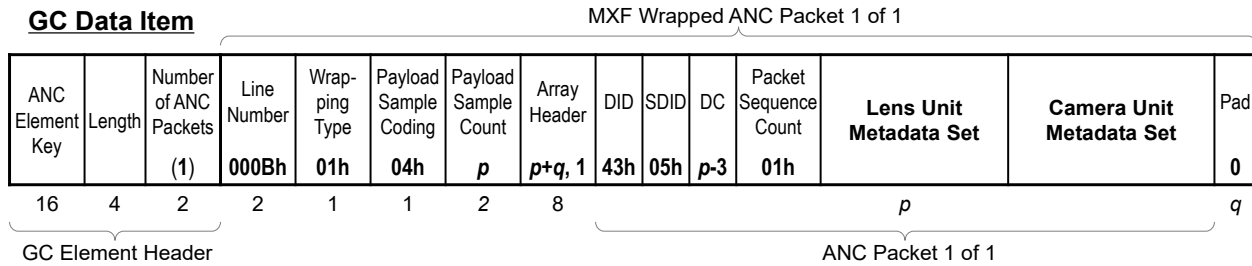 GC Data Item
MXF Wrapped ANC Packet 1 of 1
ANC
Element
Key
Length
Number
of ANC
Packets
(1)
Line
Number
000Bh
Wrap-
ping
Type
01h
Payload
Sample
Coding
04h
Payload
Sample
Count
p
Array
Header
p+q, 1
DID
43h
SDID
05h
DC
p-3
Packet
Sequence
Count
01h
Lens Unit
Metadata Set
Camera Unit
Metadata Set
Pad
0
16 4 2 2 1 1 2 8 p q
GC Element Header
ANC Packet 1 of 1